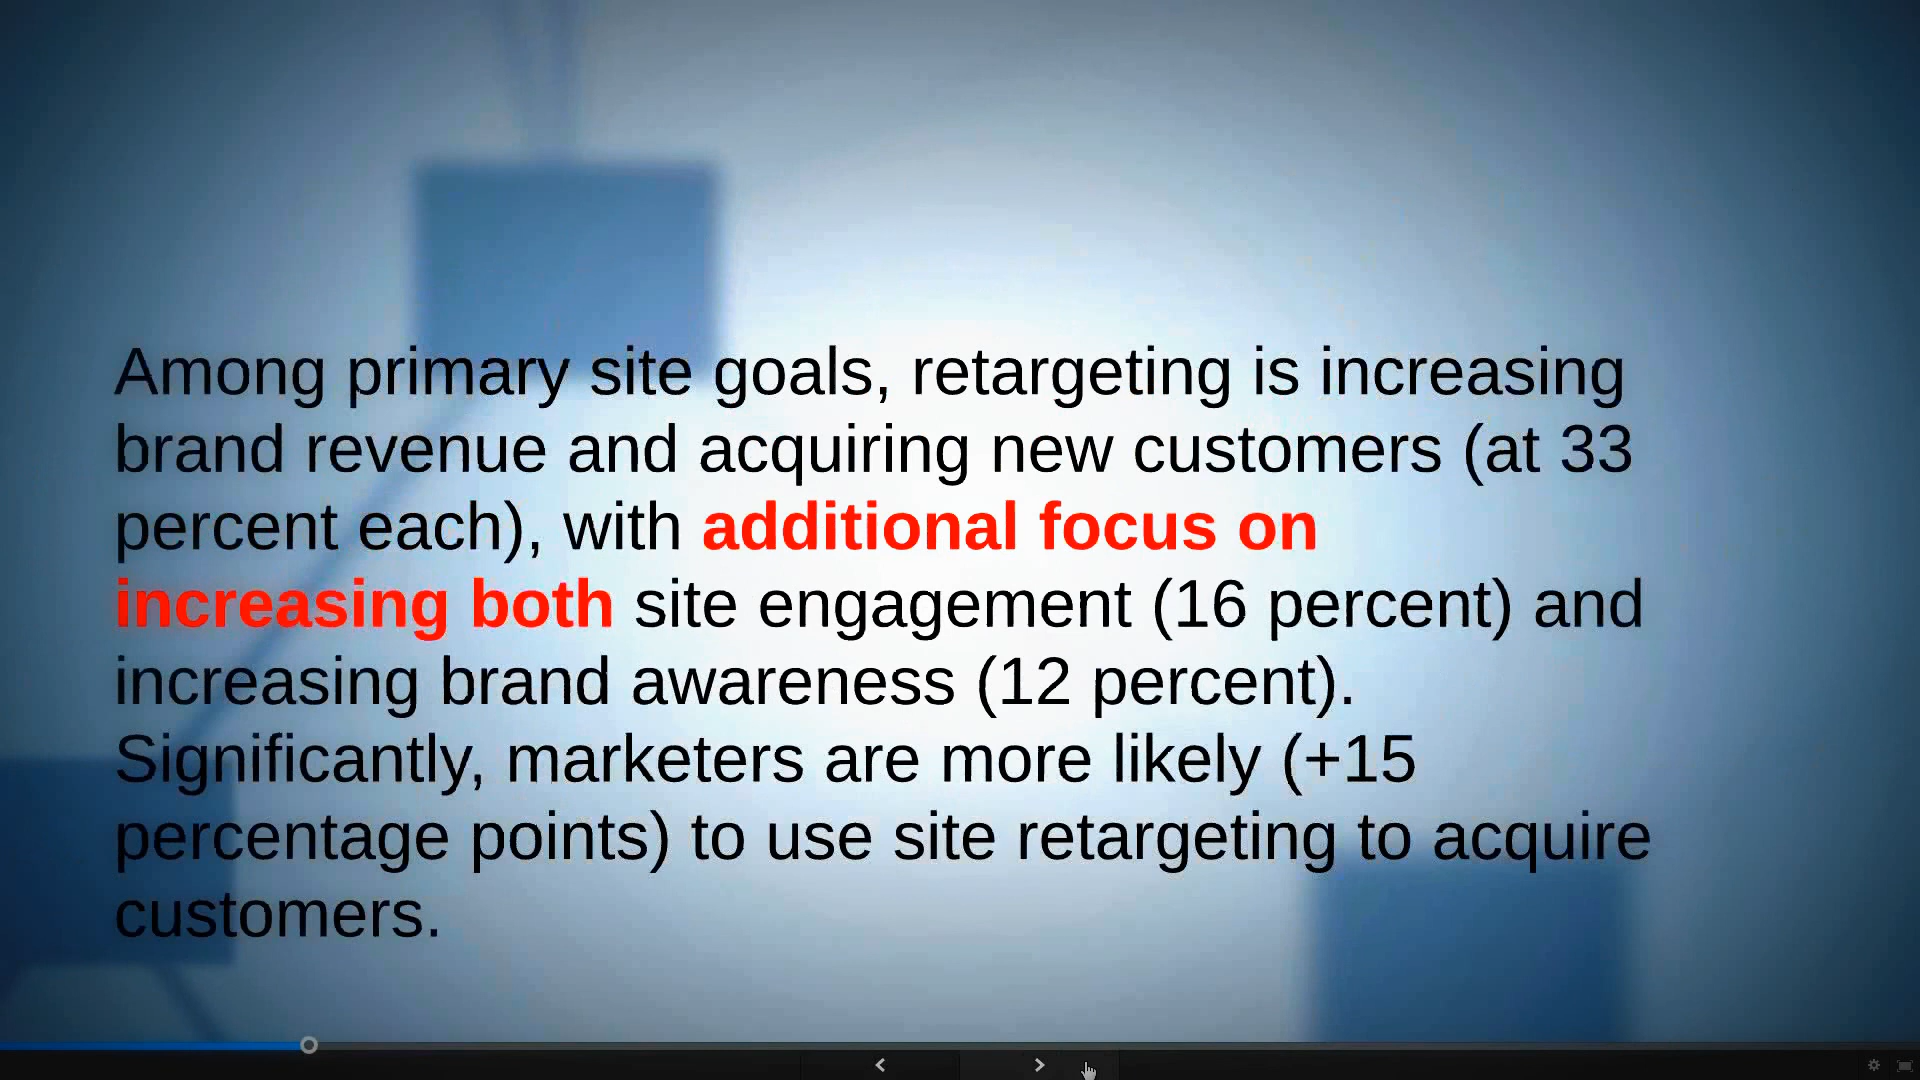 Among primary site goals, retargeting is increasing
brand revenue and acquiring new customers (at 33
percent each), with additional focus on
increasing both site engagement (16 percent) and
increasing brand awareness (12 percent).
Significantly, marketers are more likely (+15
percentage points) to use site retargeting to acquire
customers.